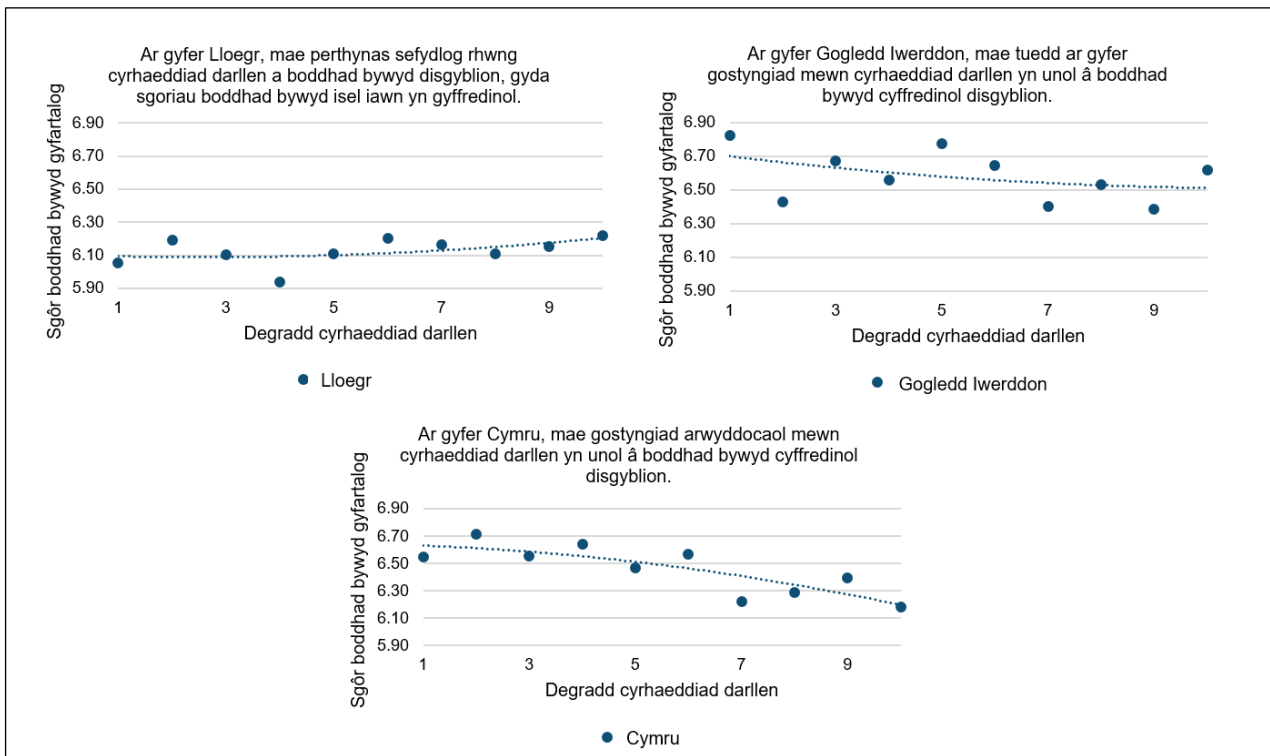 Ar gyfer Lloegr, mae perthynas sefydlog rhwng
cyrhaeddiad darllen a boddhad bywyd disgyblion, gyda
sgoriau boddhad bywyd isel iawn yn gyffredinol.
Sgôr boddhad bywyd gyfartalog
6.90
6.70
6.50
6.30
6.10
5.90
1 3 5 7 9
Degradd cyrhaeddiad darllen
Lloegr
Ar gyfer Gogledd Iwerddon, mae tuedd ar gyfer
gostyngiad mewn cyrhaeddiad darllen yn unol â boddhad
bywyd cyffredinol disgyblion.
Sgôr boddhad bywyd gyfartalog
6.90
6.70
6.50
6.30
6.10
5.90
1 3 5 7 9
Degradd cyrhaeddiad darllen
Gogledd Iwerddon
Ar gyfer Cymru, mae gostyngiad arwyddocaol mewn
cyrhaeddiad darllen yn unol â boddhad bywyd cyffredinol
disgyblion.
Sgôr boddhad bywyd gyfartalog
6.90
6.70
6.50
6.30
6.10
5.90
1 3 5 7 9
Degradd cyrhaeddiad darllen
Cymru